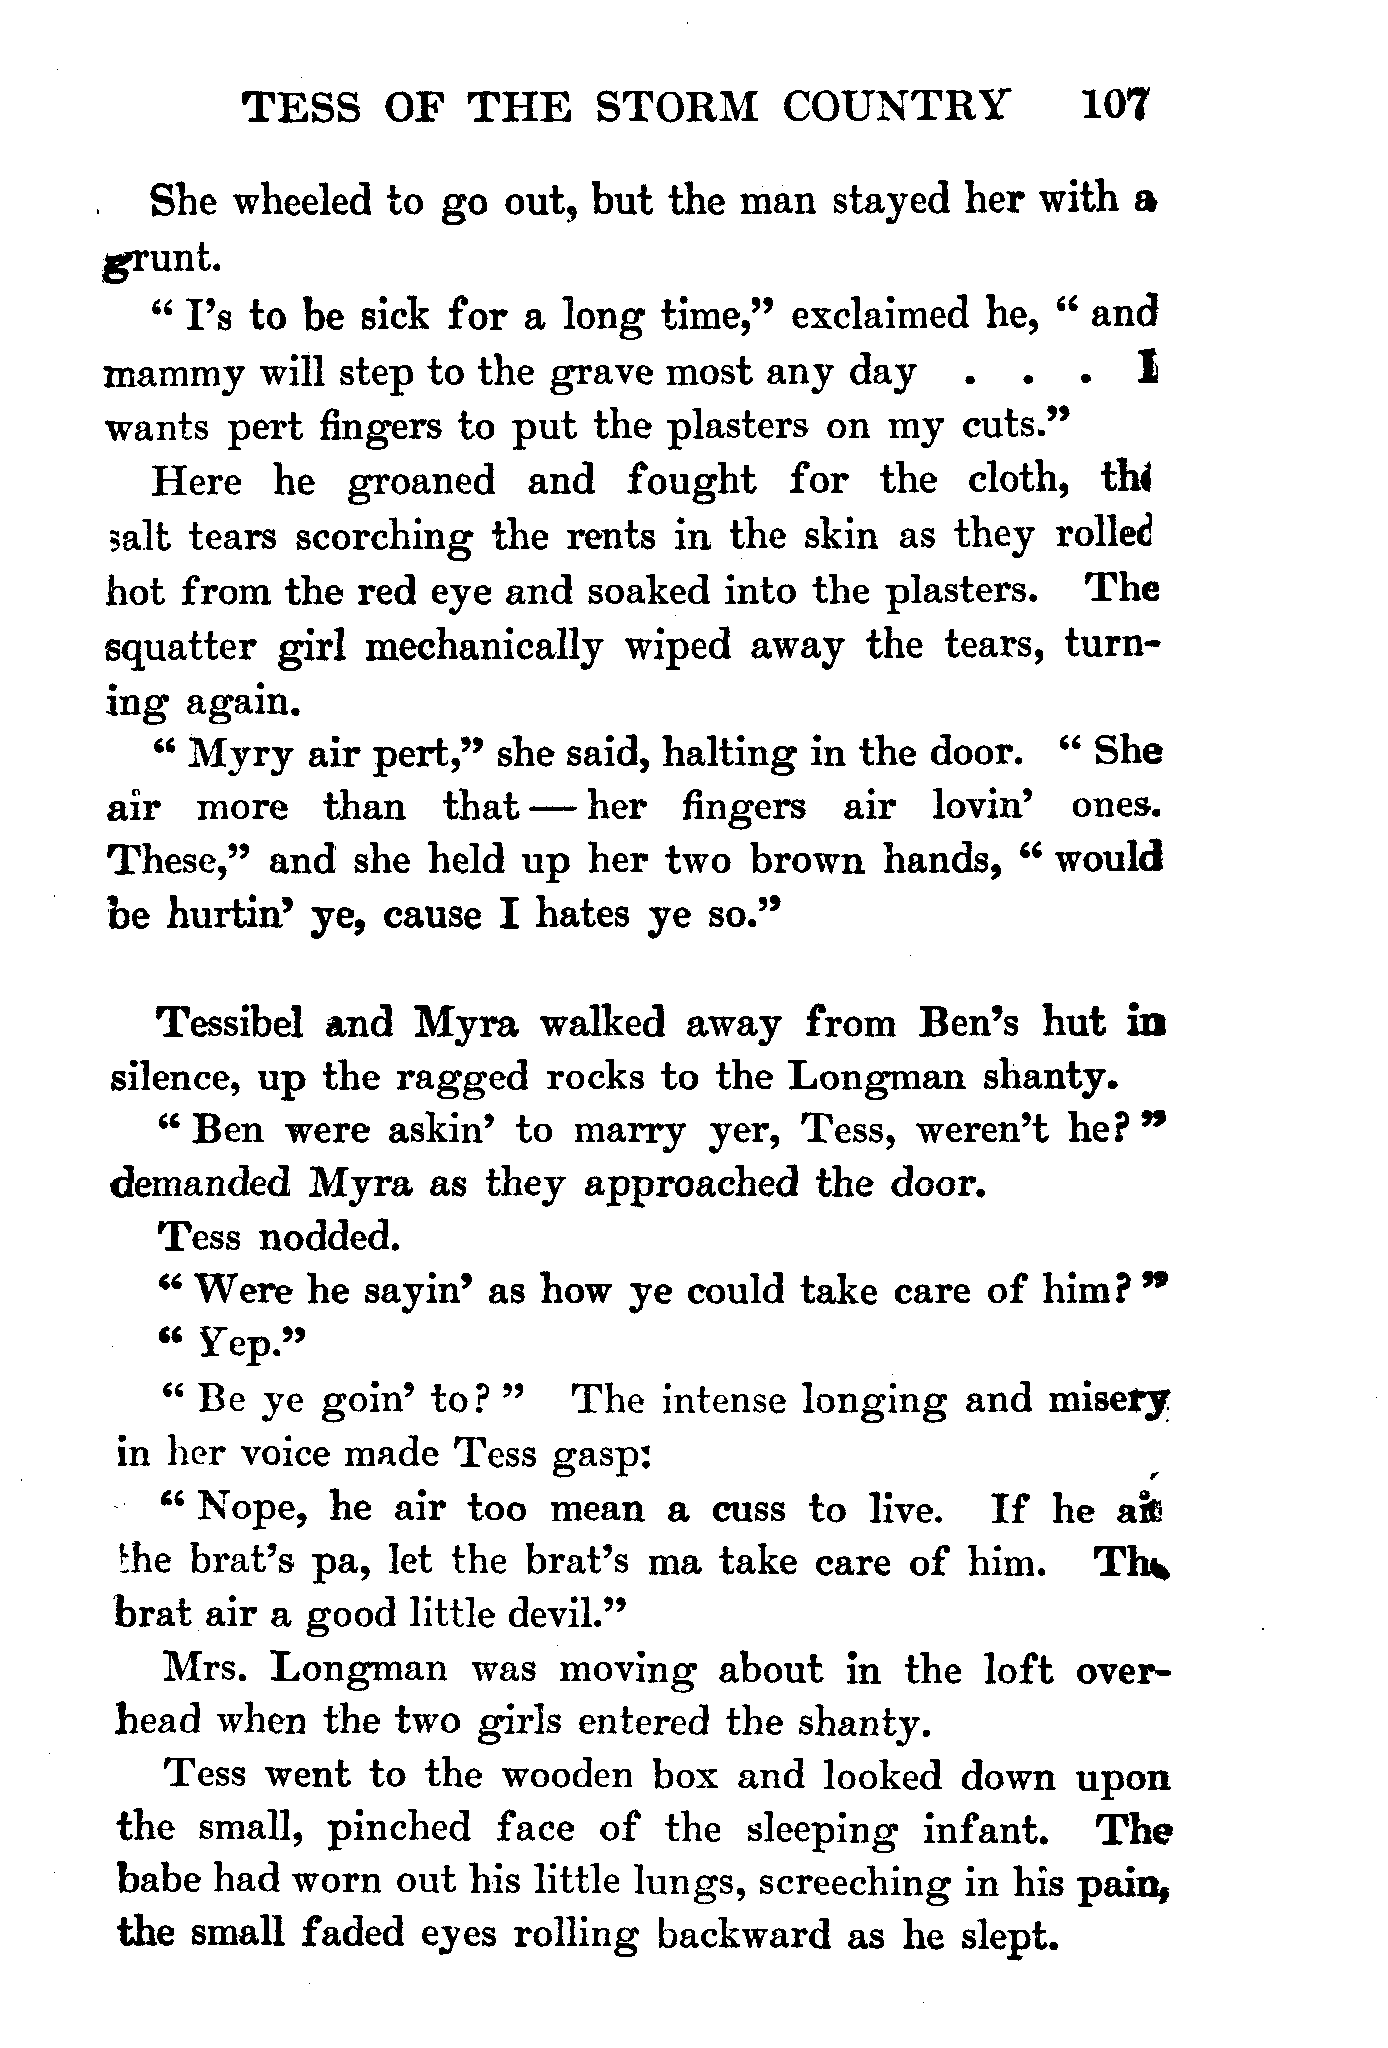 TESS OF THE STORM COUNTRY 107
She wheeled to go out, but the man stayed her with a
grunt.
“ I’s to be sick for a long time,” exclaimed he, “ and
mammy will step to the grave most any day . . . I
wants pert fingers to put the plasters on my cuts.”
Here he groaned and fought for the cloth, the
salt tears scorching the rents in the skin as they rolled
hot from the red eye and soaked into the plasters. The
squatter girl mechanically wiped away the tears, turn-
ing again.
“ Myry air pert,” she said, halting in the door. “ She
air more than that — her fingers air lovin’ ones.
These,” and she held up her two brown hands, “ would
be hurtin’ ye, cause I hates ye so.”
Tessibel and Myra walked away from Ben’s hut in
silence, up the ragged rocks to the Longman shanty.
“ Ben were askin’ to marry yer, Tess, weren’t he? ”
demanded Myra as they approached the door.
Tess nodded.
“ Were he sayin’ as how ye could take care of him? ”
“ Yep.”
“ Be ye goin’ to? ” The intense longing and misery
in her voice made Tess gasp:
“ Nope, he air too mean a cuss to live. If he air
the brat’s pa, let the brat’s ma take care of him. The
brat air a good little devil.”
Mrs. Longman was moving about in the loft over-
head when the two girls entered the shanty.
Tess went to the wooden box and looked down upon
the small, pinched face of the sleeping infant. The
babe had worn out his little lungs, screeching in his pain,
the small faded eyes rolling backward as he slept.